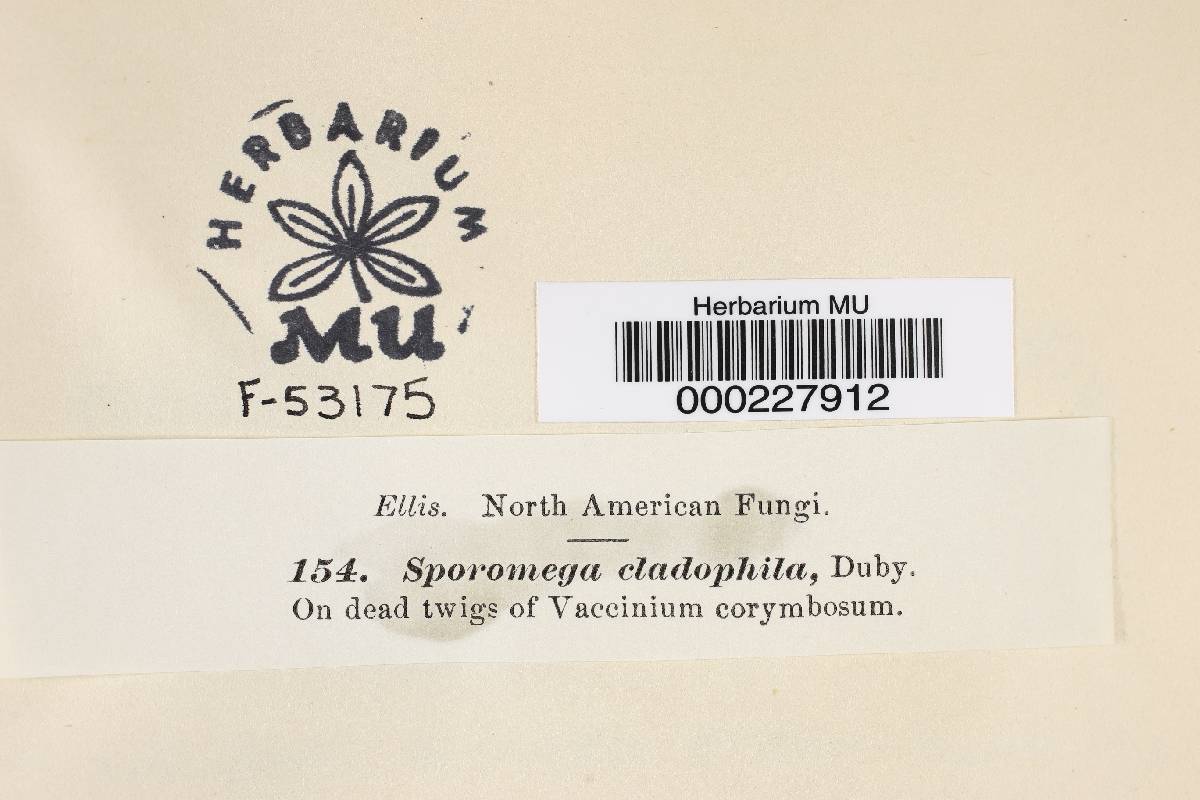 HERBARIUM
MU
F-53175
Herbarium MU
000227912
Ellis. North American Fungi.
154. Sporomega cladophila, Duby.
On dead twigs of Vaccinium corymbosum.